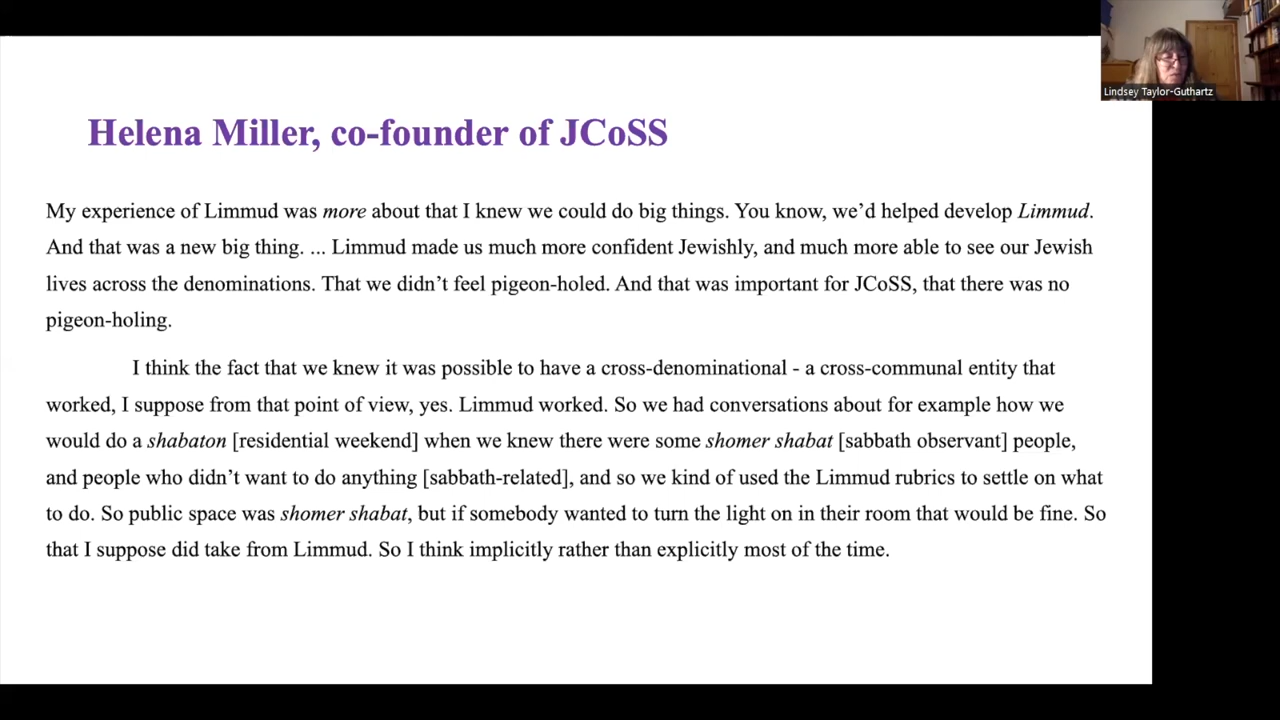 Lindsey Taylor-Guthartz
Helena Miller, co-founder of JCoSS
My experience of Limmud was more about that I knew we could do big things. You know, we’d helped develop Limmud.
And that was a new big thing. ... Limmud made us much more confident Jewishly, and much more able to see our Jewish
lives across the denominations. That we didn’t feel pigeon-holed. And that was important for JCoSS, that there was no
pigeon-holing.
I think the fact that we knew it was possible to have a cross-denominational - a cross-communal entity that
worked, I suppose from that point of view, yes. Limmud worked. So we had conversations about for example how we
would do a shabaton [residential weekend] when we knew there were some shomer shabat [sabbath observant] people,
and people who didn’t want to do anything [sabbath-related], and so we kind of used the Limmud rubrics to settle on what
to do. So public space was shomer shabat, but if somebody wanted to turn the light on in their room that would be fine. So
that I suppose did take from Limmud. So I think implicitly rather than explicitly most of the time.